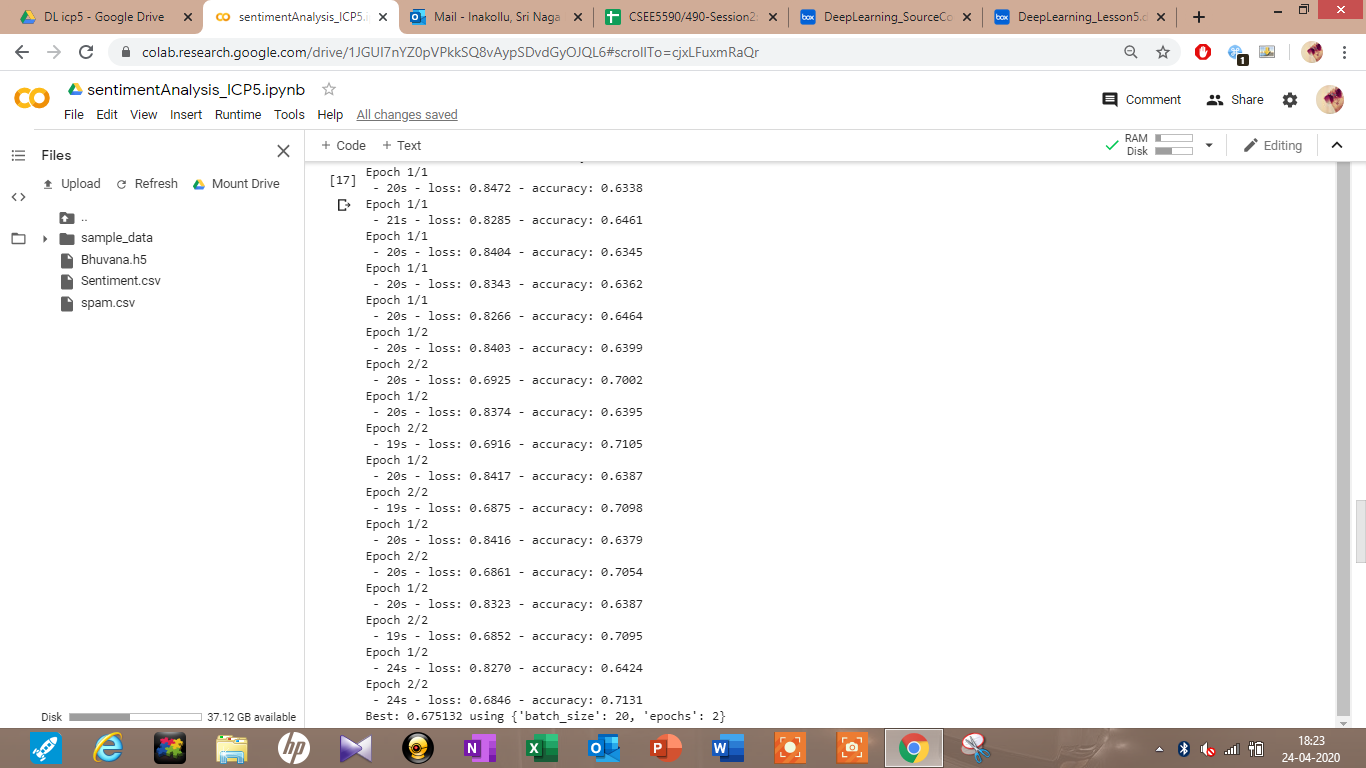 DL icp5 - Google Drive
sentimentAnalysis_ICP5.ipynb
Mail - Inakollu, Sri Naga
CSEE5590/490-Session2:
DeepLearning_SourceCo
DeepLearning_Lesson5.
colab.research.google.com/drive/1JGUI7nYZ0pVPkkSQ8vAypSDvdGyOJQL6#scrollTo=cjxLFuxmRaQr
1
sentimentAnalysis_ICP5.ipynb
Comment
Share
File Edit View Insert Runtime Tools Help All changes saved
Files
+ Code + Text
RAM
Disk
Editing
Upload Refresh Mount Drive
..
sample_data
Bhuvana.h5
Sentiment.csv
spam.csv
Disk 37.12 GB available
[17]
Epoch 1/1
- 20s - loss: 0.8472 - accuracy: 0.6338
Epoch 1/1
- 21s - loss: 0.8285 - accuracy: 0.6461
Epoch 1/1
- 20s - loss: 0.8404 - accuracy: 0.6345
Epoch 1/1
- 20s - loss: 0.8343 - accuracy: 0.6362
Epoch 1/1
- 20s - loss: 0.8266 - accuracy: 0.6464
Epoch 1/2
- 20s - loss: 0.8403 - accuracy: 0.6399
Epoch 2/2
- 20s - loss: 0.6925 - accuracy: 0.7002
Epoch 1/2
- 20s - loss: 0.8374 - accuracy: 0.6395
Epoch 2/2
- 19s - loss: 0.6916 - accuracy: 0.7105
Epoch 1/2
- 20s - loss: 0.8417 - accuracy: 0.6387
Epoch 2/2
- 19s - loss: 0.6875 - accuracy: 0.7098
Epoch 1/2
- 20s - loss: 0.8416 - accuracy: 0.6379
Epoch 2/2
- 20s - loss: 0.6861 - accuracy: 0.7054
Epoch 1/2
- 20s - loss: 0.8323 - accuracy: 0.6387
Epoch 2/2
- 19s - loss: 0.6852 - accuracy: 0.7095
Epoch 1/2
- 24s - loss: 0.8270 - accuracy: 0.6424
Epoch 2/2
- 24s - loss: 0.6846 - accuracy: 0.7131
Best: 0.675132 using {'batch_size': 20, 'epochs': 2}
18:23
24-04-2020